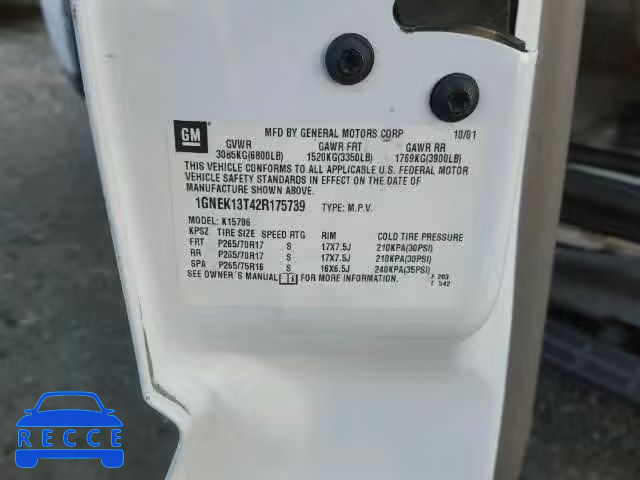 GM
MFD BY GENERAL MOTORS CORP 10/01
GVWR GAWR FRT GAWR RR
3085KG(6800LB) 1520KG(3350LB) 1769KG(3900LB)
THIS VEHICLE CONFORMS TO ALL APPLICABLE U.S. FEDERAL MOTOR
VEHICLE SAFETY STANDARDS IN EFFECT ON THE DATE OF
MANUFACTURE SHOWN ABOVE.
1GNEK13T42R175739 TYPE: M.P.V.
MODEL: K15706
KPSZ TIRE SIZE SPEED RTG RIM COLD TIRE PRESSURE
FRT P265/70R17 S 17X7.5J 210KPA(30PSI)
RR P265/70R17 S 17X7.5J 210KPA(30PSI)
SPA P265/75R16 S 16X6.5J 240KPA(35PSI)
SEE OWNER'S MANUAL FOR MORE INFORMATION.
F 203
T 542
RECCE